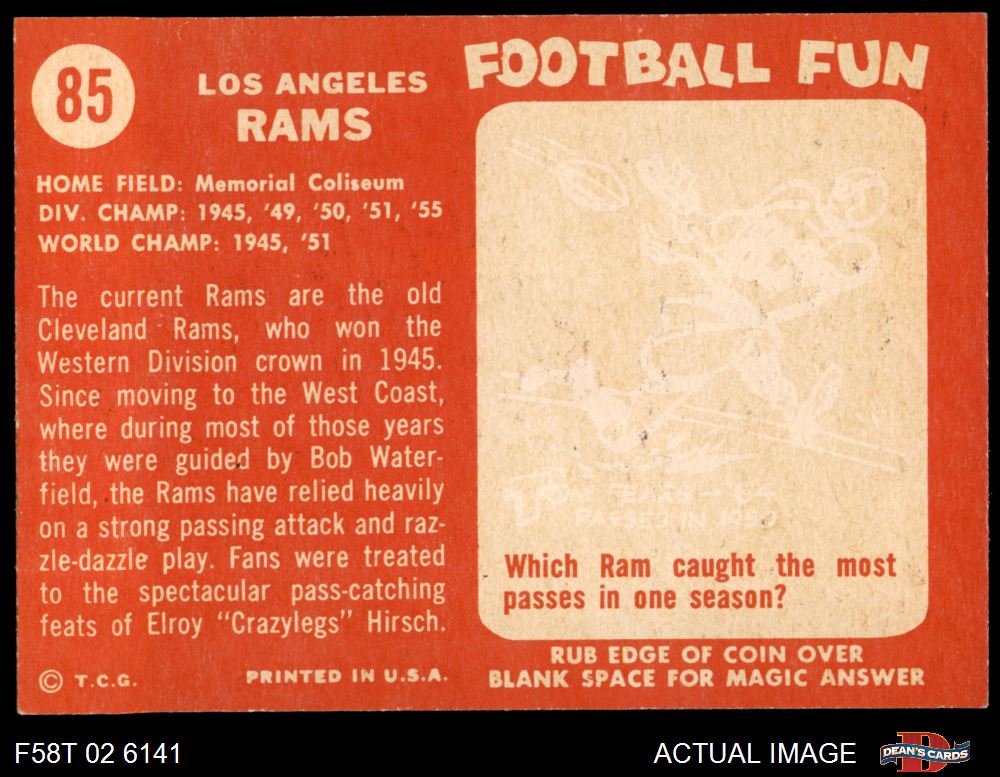 85
LOS ANGELES
RAMS
HOME FIELD: Memorial Coliseum
DIV. CHAMP: 1945, '49, '50, '51, '55
WORLD CHAMP: 1945, '51
The current Rams are the old
Cleveland Rams, who won the
Western Division crown in 1945.
Since moving to the West Coast,
where during most of those years
they were guided by Bob Water-
field, the Rams have relied heavily
on a strong passing attack and raz-
zle-dazzle play. Fans were treated
to the spectacular pass-catching
feats of Elroy "Crazylegs" Hirsch.
© T.C.G.
PRINTED IN U.S.A.
FOOTBALL FUN
FEARS — 84
PASSES IN 1950
Which Ram caught the most
passes in one season?
RUB EDGE OF COIN OVER
BLANK SPACE FOR MAGIC ANSWER
F58T 02 6141
ACTUAL IMAGE
D
DEAN'S CARDS